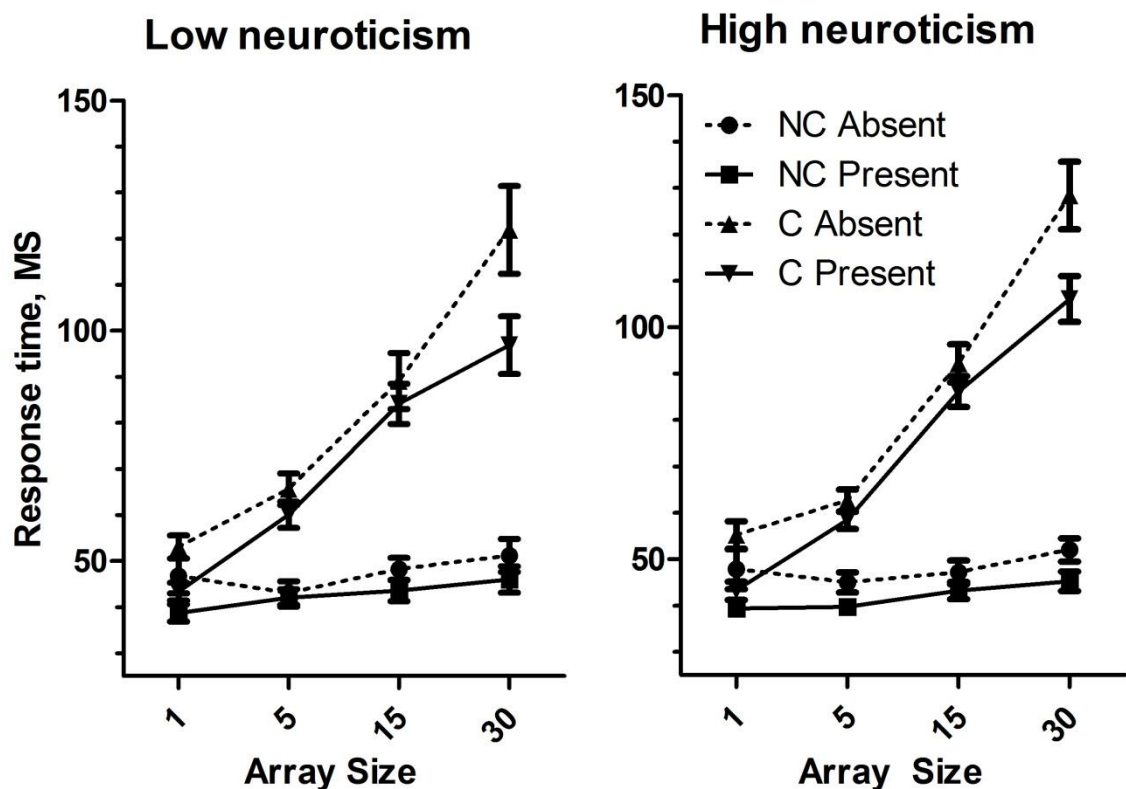 Low neuroticism
150
100
50
Response time, MS
1
5
15
30
Array Size
High neuroticism
150
100
50
NC Absent
NC Present
C Absent
C Present
1
5
15
30
Array Size